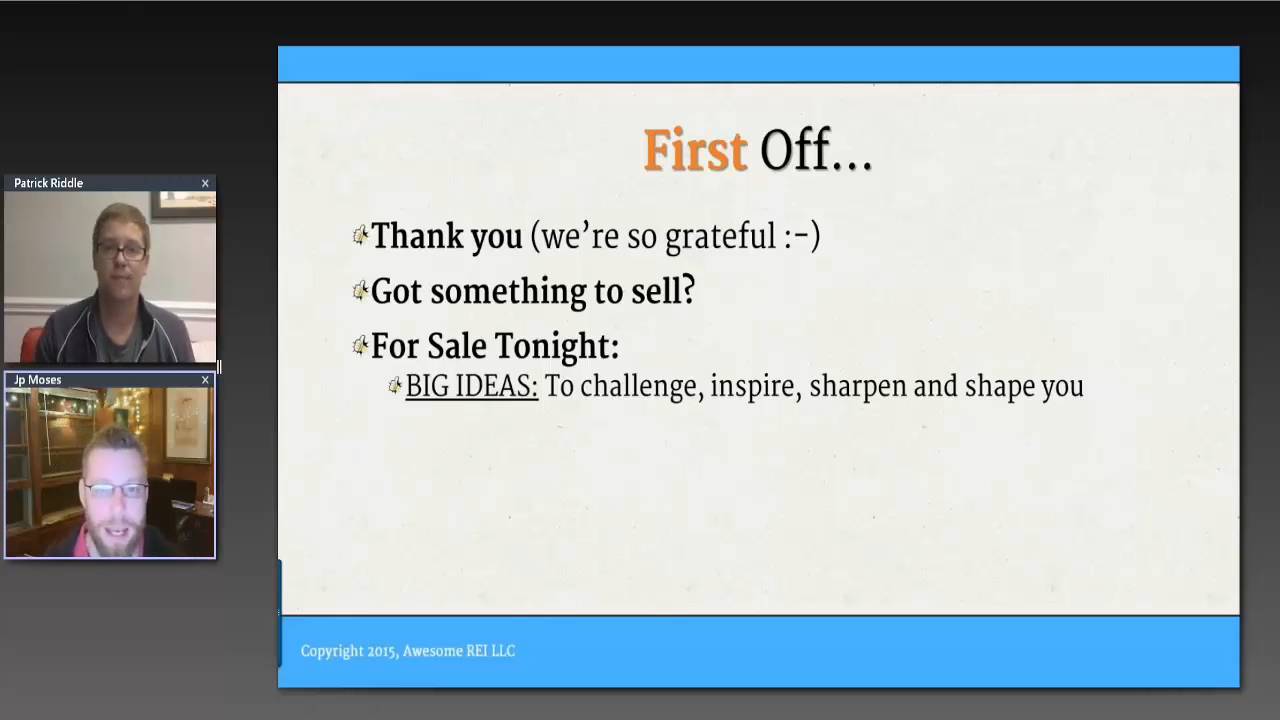 First Off...
Patrick Riddle
x
Thank you (we're so grateful :-)
Got something to sell?
For Sale Tonight:
Jp Moses
x
BIG IDEAS: To challenge, inspire, sharpen and shape you
Copyright 2015, Awesome REI LLC